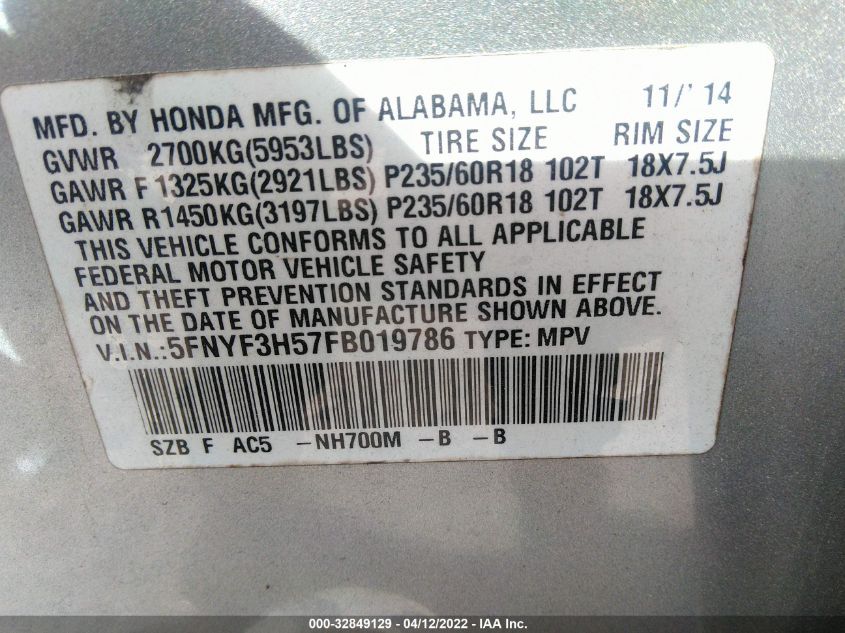 MFD. BY HONDA MFG. OF ALABAMA, LLC 11/'14
GVWR 2700KG(5953LBS) TIRE SIZE RIM SIZE
GAWR F1325KG(2921LBS) P235/60R18 102T 18X7.5J
GAWR R1450KG(3197LBS) P235/60R18 102T 18X7.5J
THIS VEHICLE CONFORMS TO ALL APPLICABLE
FEDERAL MOTOR VEHICLE SAFETY
AND THEFT PREVENTION STANDARDS IN EFFECT
ON THE DATE OF MANUFACTURE SHOWN ABOVE.
V.I.N.:5FNYF3H57FB019786 TYPE: MPV
SZB F AC5 -NH700M -B -B
000-32849129 - 04/12/2022 - IAA Inc.